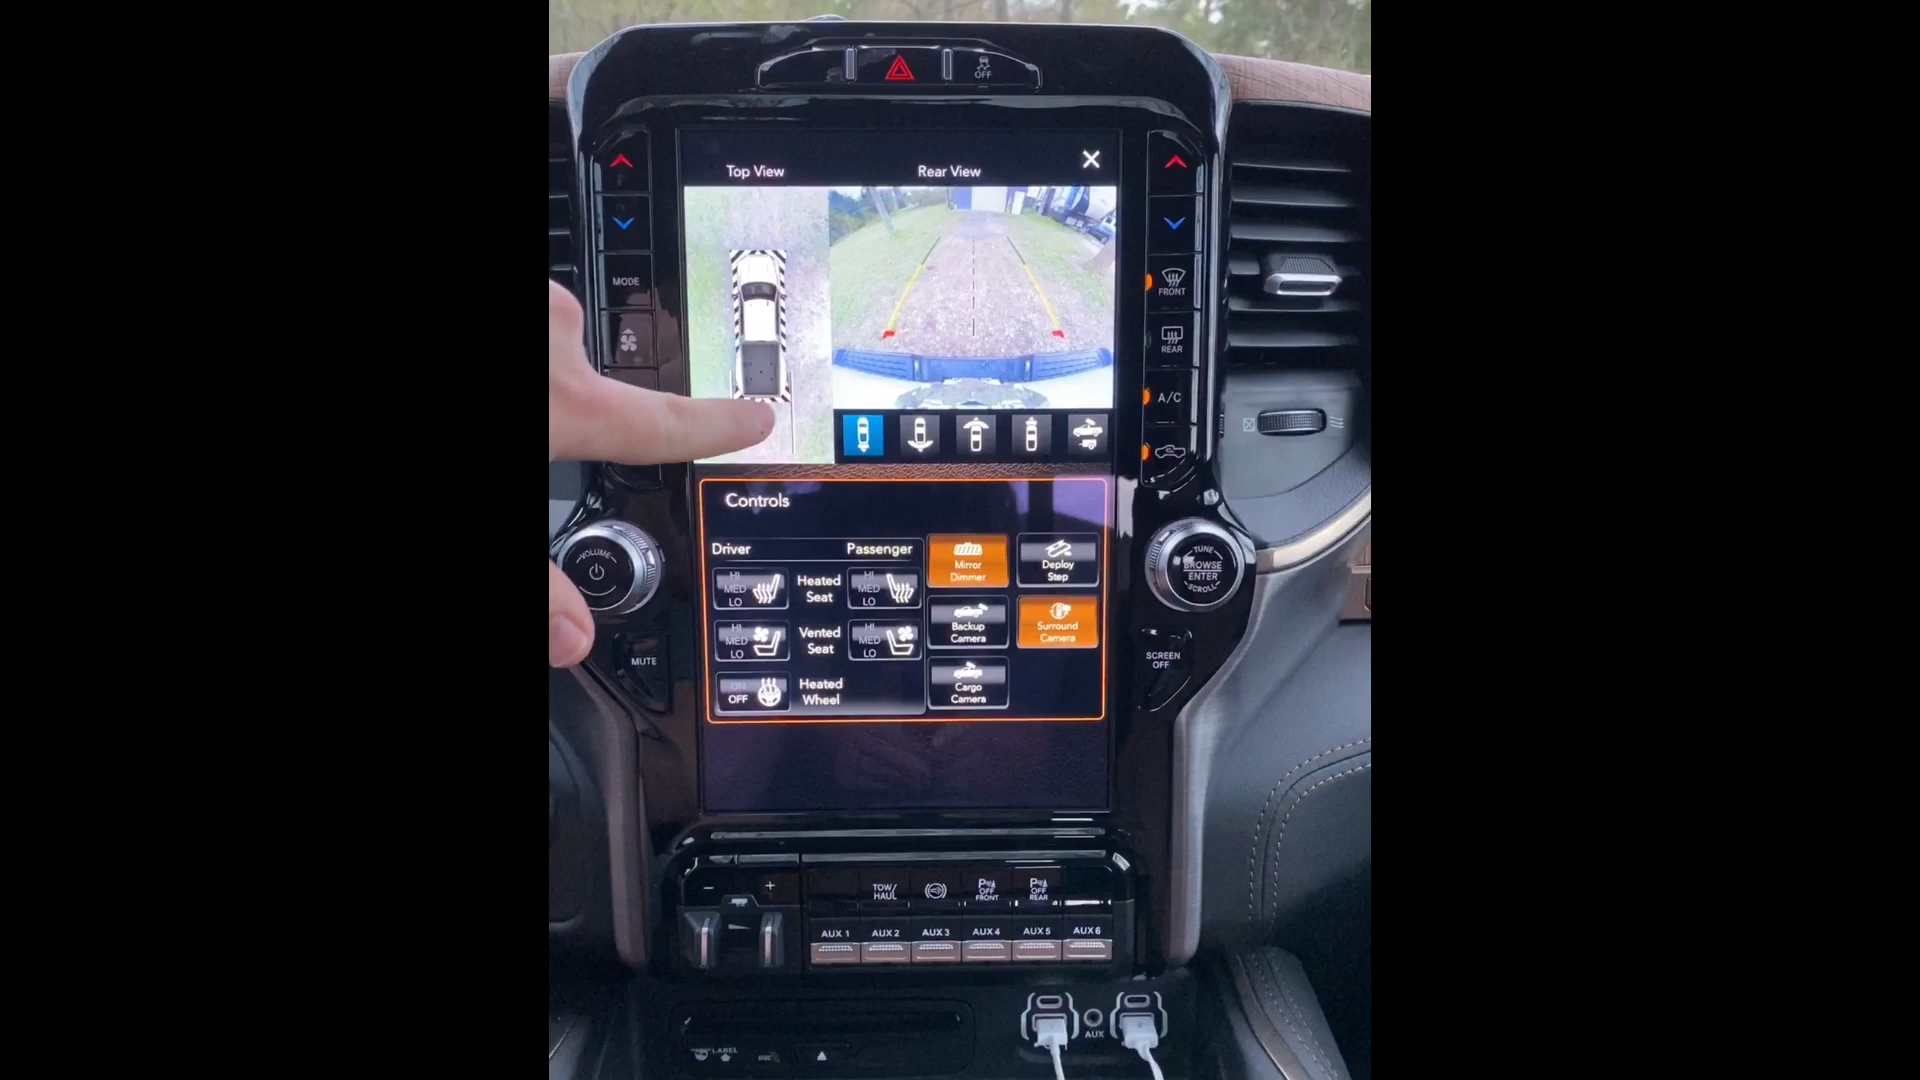 OFF
Top View
Rear View
MODE
FRONT
REAR
A/C
Controls
Driver
Passenger
HI
MED
LO
Heated
Seat
HI
MED
LO
Mirror
Dimmer
Deploy
Step
HI
MED
LO
Vented
Seat
HI
MED
LO
Backup
Camera
Surround
Camera
ON
OFF
Heated
Wheel
Cargo
Camera
VOLUME
MUTE
TUNE
BROWSE
ENTER
SCROLL
SCREEN
OFF
- +
TOW/
HAUL
P
OFF
FRONT
P
OFF
REAR
AUX 1
AUX 2
AUX 3
AUX 4
AUX 5
AUX 6
AUX
LABEL